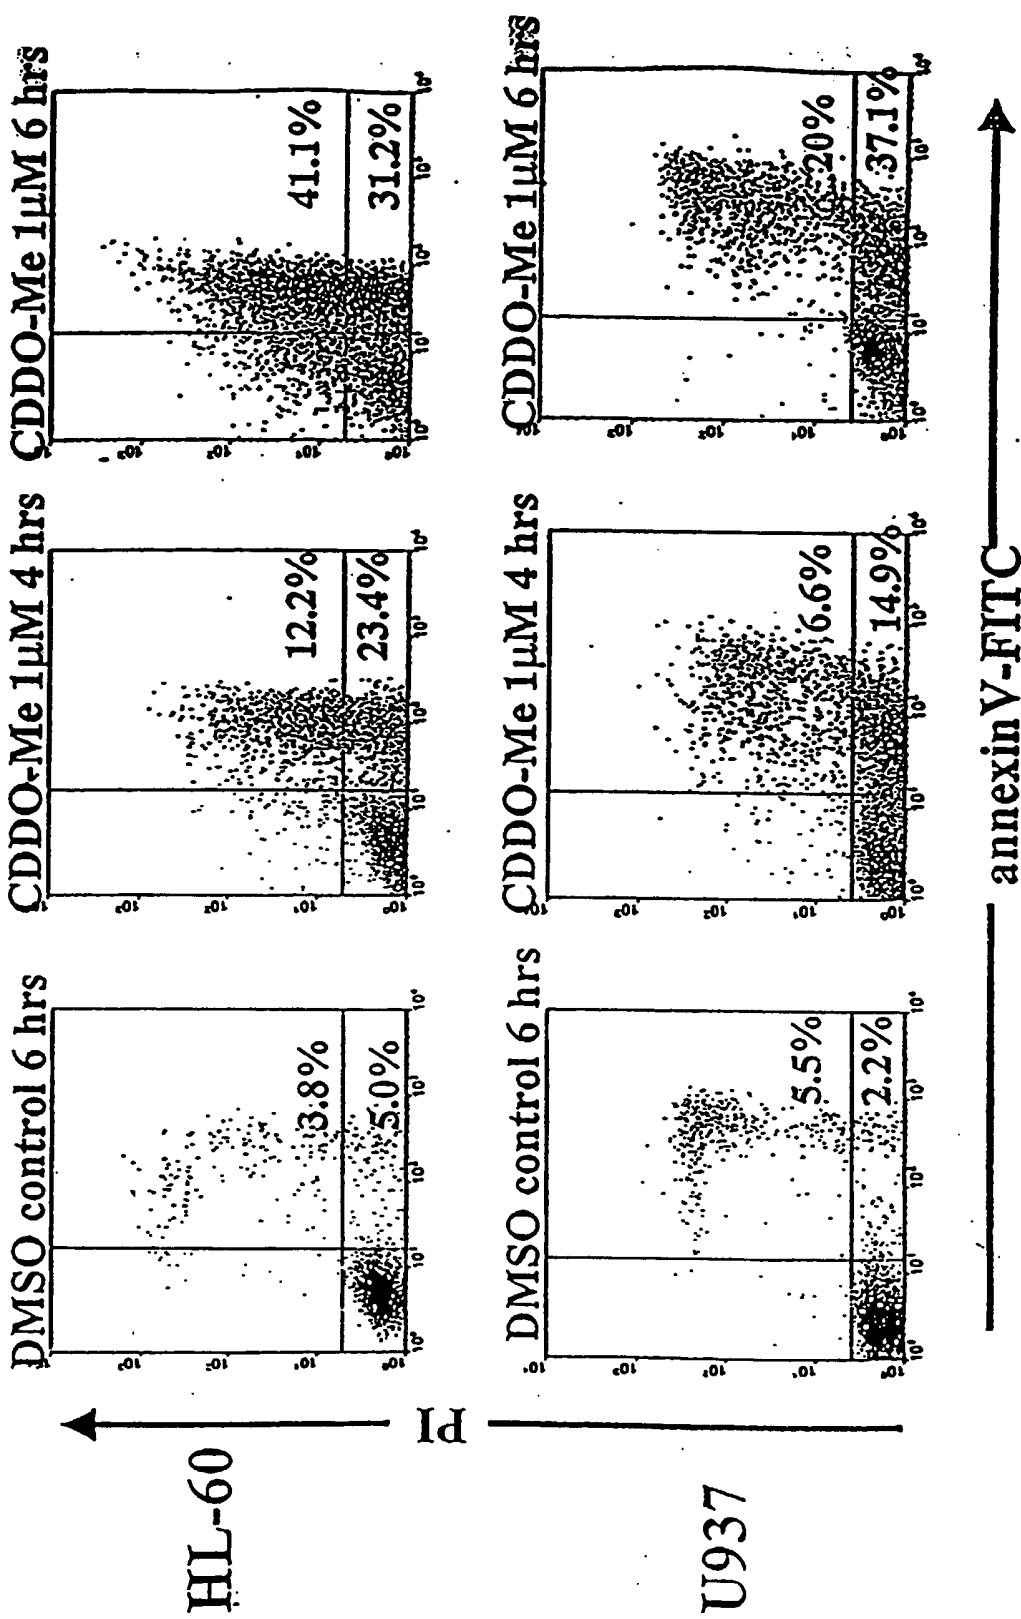 HL-60
DMSO control 6 hrs
3.8%
5.0%
CDDO-Me 1µM 4 hrs
12.2%
23.4%
CDDO-Me 1µM 6 hrs
41.1%
31.2%
PI
U937
DMSO control 6 hrs
5.5%
2.2%
CDDO-Me 1µM 4 hrs
6.6%
14.9%
CDDO-Me 1µM 6 hrs
20%
37.1%
annexinV-FITC